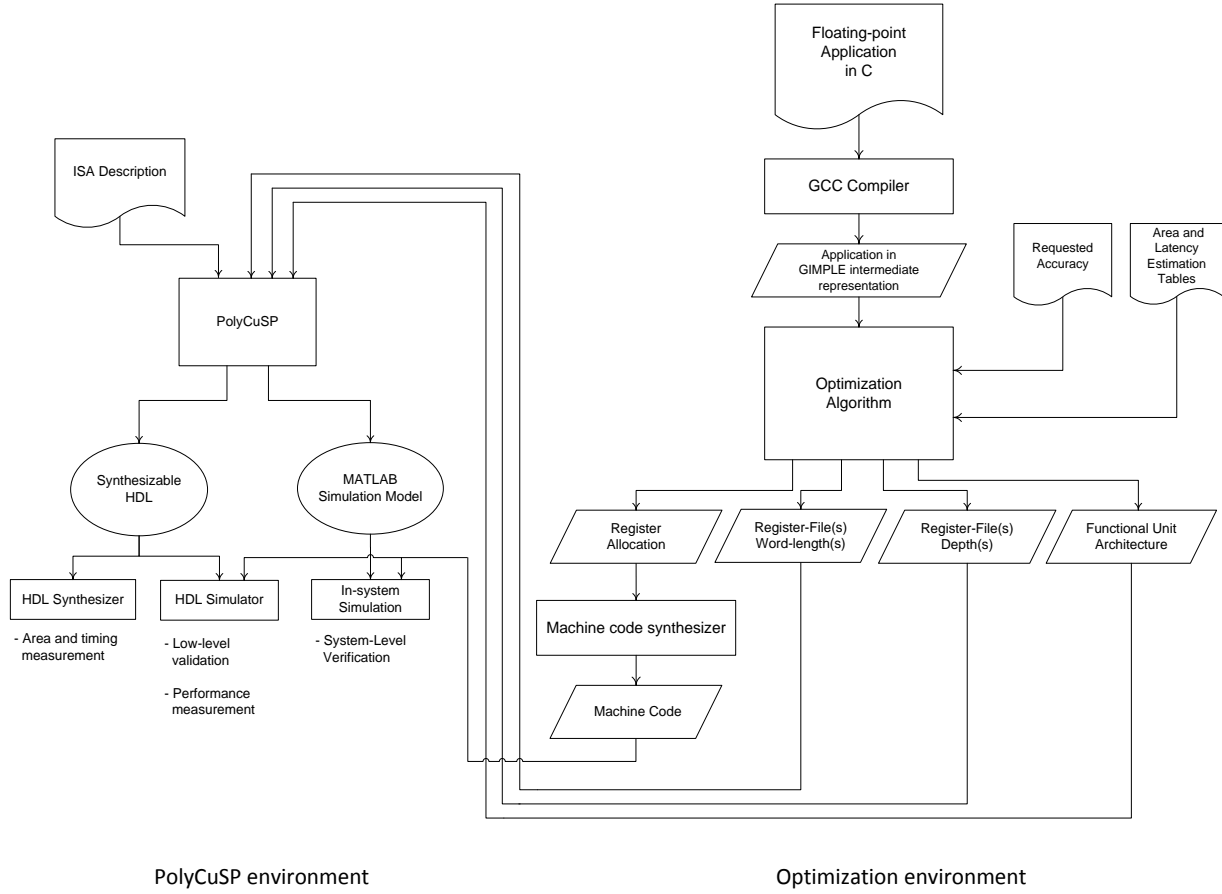 Floating-point
Application
in C
ISA Description
GCC Compiler
Application in
GIMPLE intermediate
representation
Requested
Accuracy
Area and
Latency
Estimation
Tables
PolyCuSP
Optimization
Algorithm
Synthesizable
HDL
MATLAB
Simulation Model
Register
Allocation
Register-File(s)
Word-length(s)
Register-File(s)
Depth(s)
Functional Unit
Architecture
HDL Synthesizer
HDL Simulator
In-system
Simulation
- Area and timing
measurement
- Low-level
validation
- Performance
measurement
- System-Level
Verification
Machine code synthesizer
Machine Code
PolyCuSP environment
Optimization environment